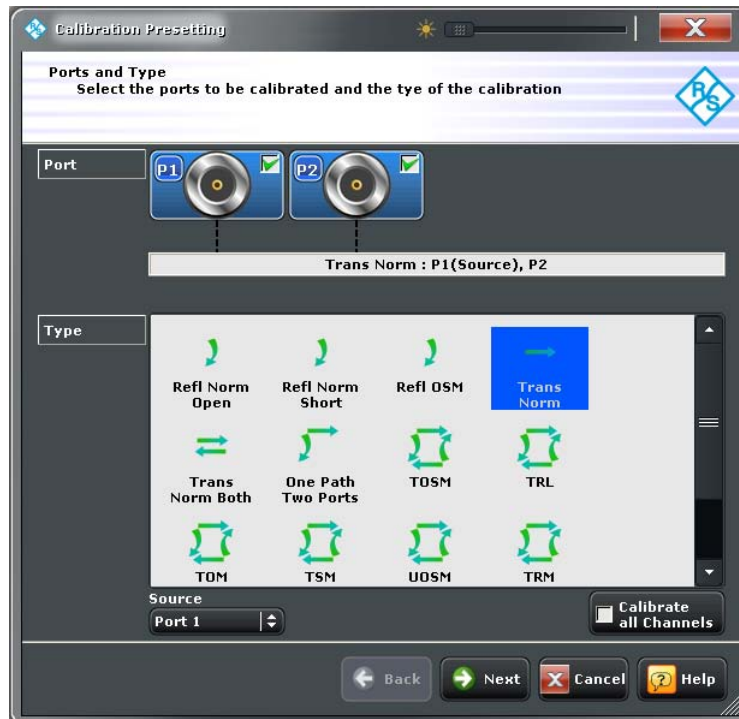 Calibration Presetting
Ports and Type
Select the ports to be calibrated and the tye of the calibration
R&S
Port
P1
P2
Trans Norm : P1(Source), P2
Type
Refl Norm Open
Refl Norm Short
Refl OSM
Trans Norm
Trans Norm Both
One Path Two Ports
TOSM
TRL
TOM
TSM
UOSM
TRM
Source
Port 1
Calibrate
all Channels
Back
Next
Cancel
Help